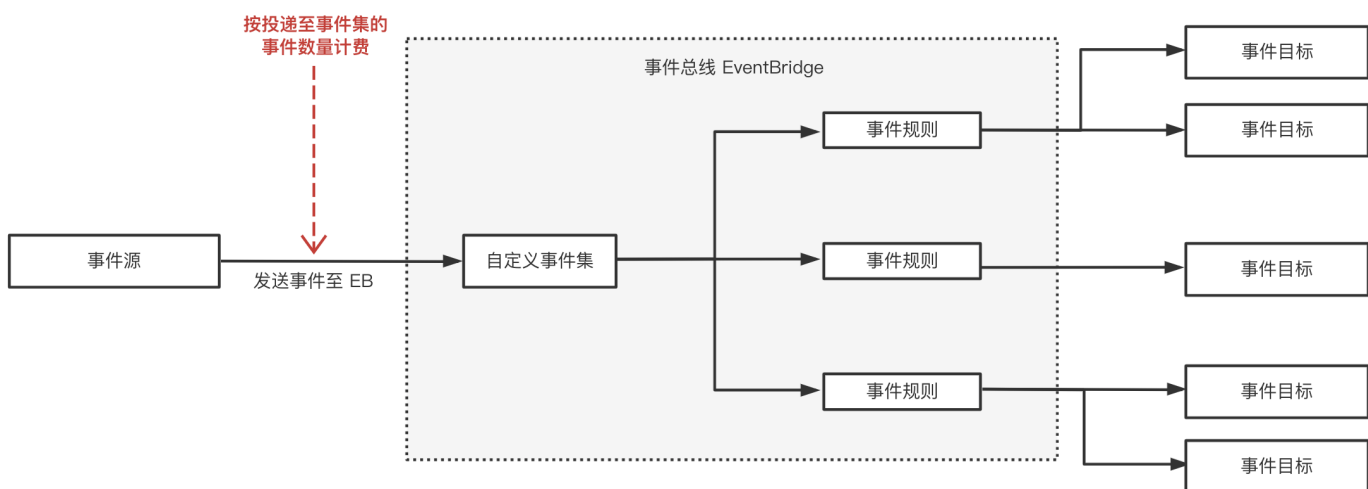 按投递至事件集的
事件数量计费
事件总线 EventBridge
事件目标
事件规则
事件目标
事件源
发送事件至 EB
自定义事件集
事件规则
事件目标
事件规则
事件目标
事件目标